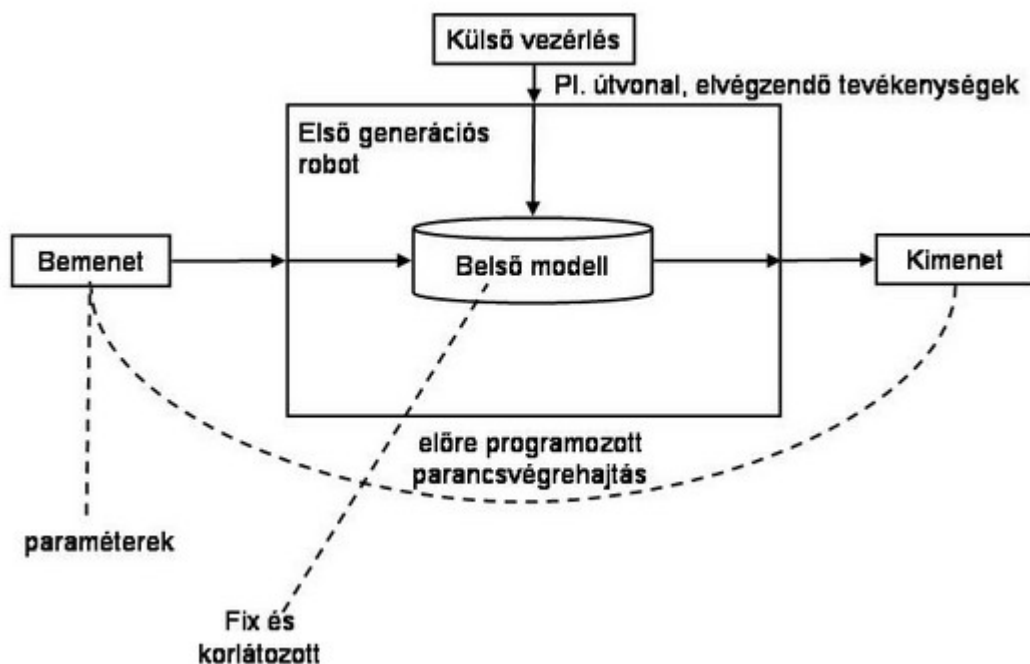 Külső vezérlés
Pl. útvonal, elvégzendő tevékenységek
Első generációs
robot
Bemenet
Belső modell
Kimenet
előre programozott
parancsvégrehajtás
paraméterek
Fix és
korlátozott